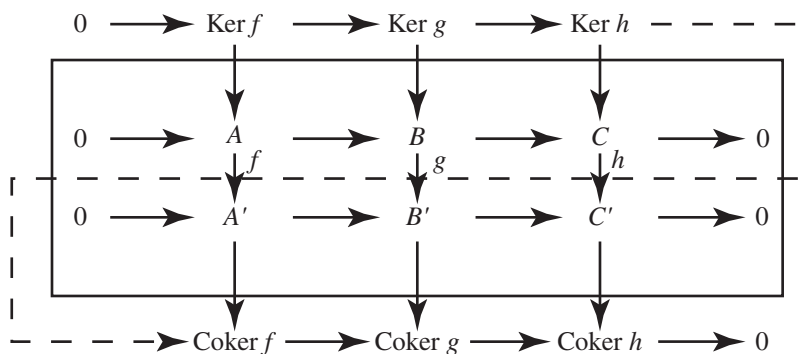 0 Ker f Ker g Ker h
0 A B C 0
f g h
0 A' B' C' 0
Coker f Coker g Coker h 0